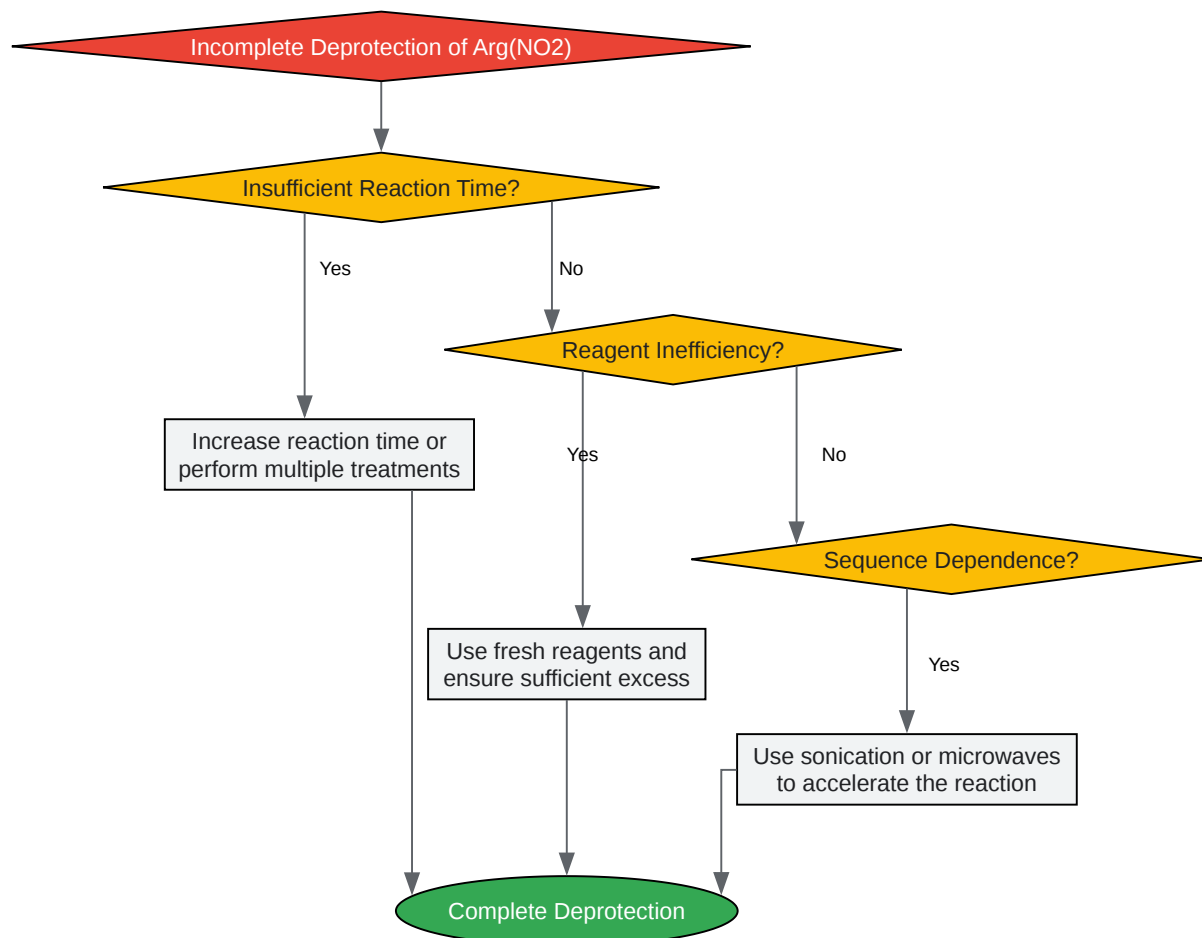 Incomplete Deprotection of Arg(NO2)
Insufficient Reaction Time?
Yes
No
Reagent Inefficiency?
Increase reaction time or
perform multiple treatments
Yes
No
Sequence Dependence?
Use fresh reagents and
ensure sufficient excess
Yes
Use sonication or microwaves
to accelerate the reaction
Complete Deprotection